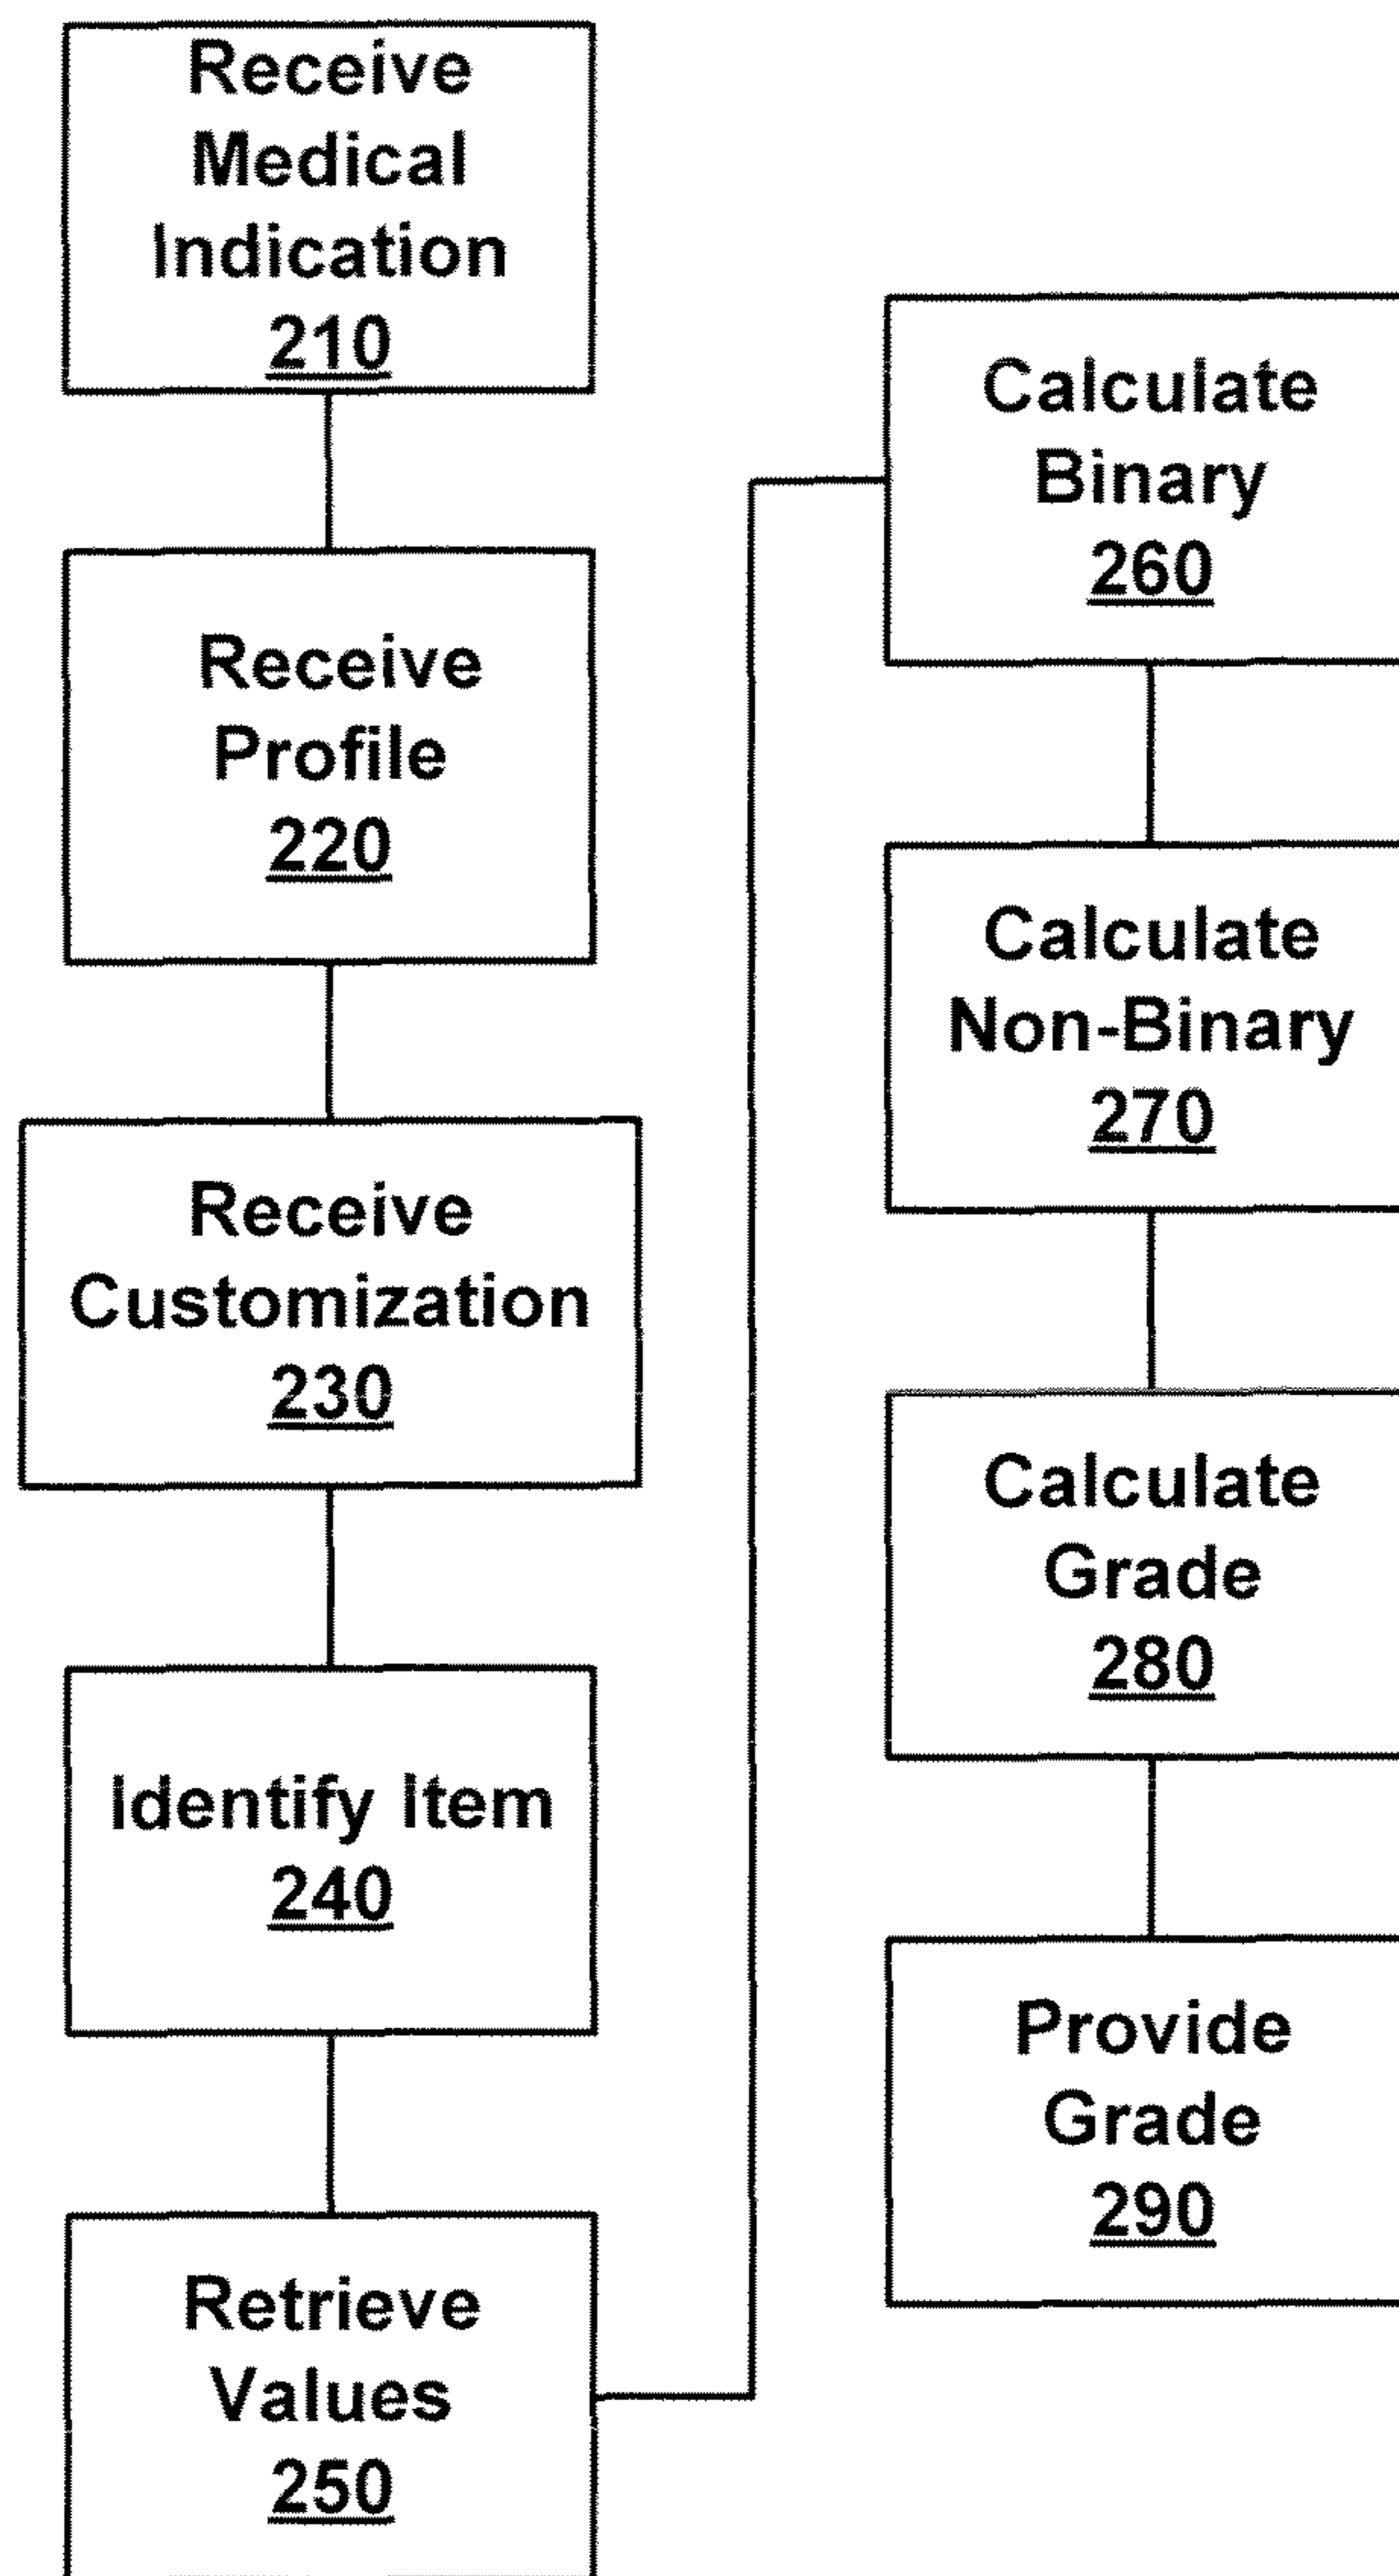 Receive
Medical
Indication
210
Receive
Profile
220
Receive
Customization
230
Identify Item
240
Retrieve
Values
250
Calculate
Binary
260
Calculate
Non-Binary
270
Calculate
Grade
280
Provide
Grade
290